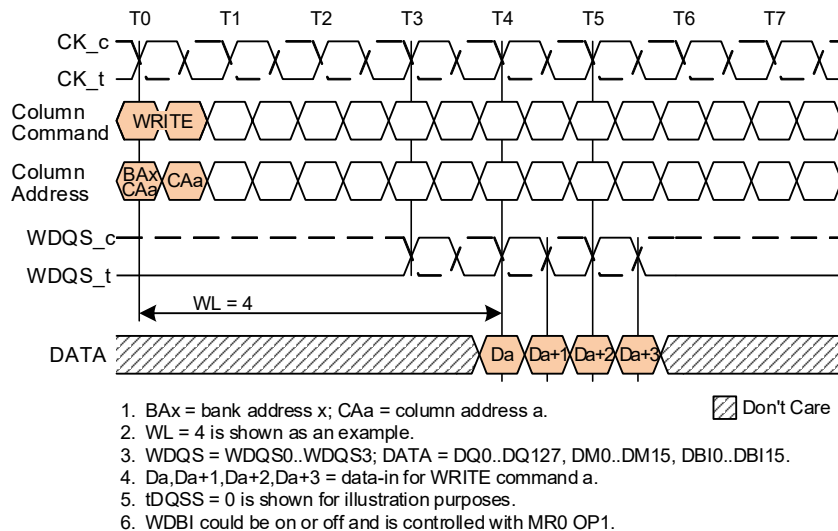 T0 T1 T2 T3 T4 T5 T6 T7
CK_c
CK_t
Column
Command
WRITE
Column
Address
BAx
CAa
CAa
WDQS_c
WDQS_t
WL = 4
DATA
Da Da+1 Da+2 Da+3
Don't Care
1. BAx = bank address x; CAa = column address a.
2. WL = 4 is shown as an example.
3. WDQS = WDQS0..WDQS3; DATA = DQ0..DQ127, DM0..DM15, DBI0..DBI15.
4. Da,Da+1,Da+2,Da+3 = data-in for WRITE command a.
5. tDQSS = 0 is shown for illustration purposes.
6. WDBI could be on or off and is controlled with MR0 OP1.